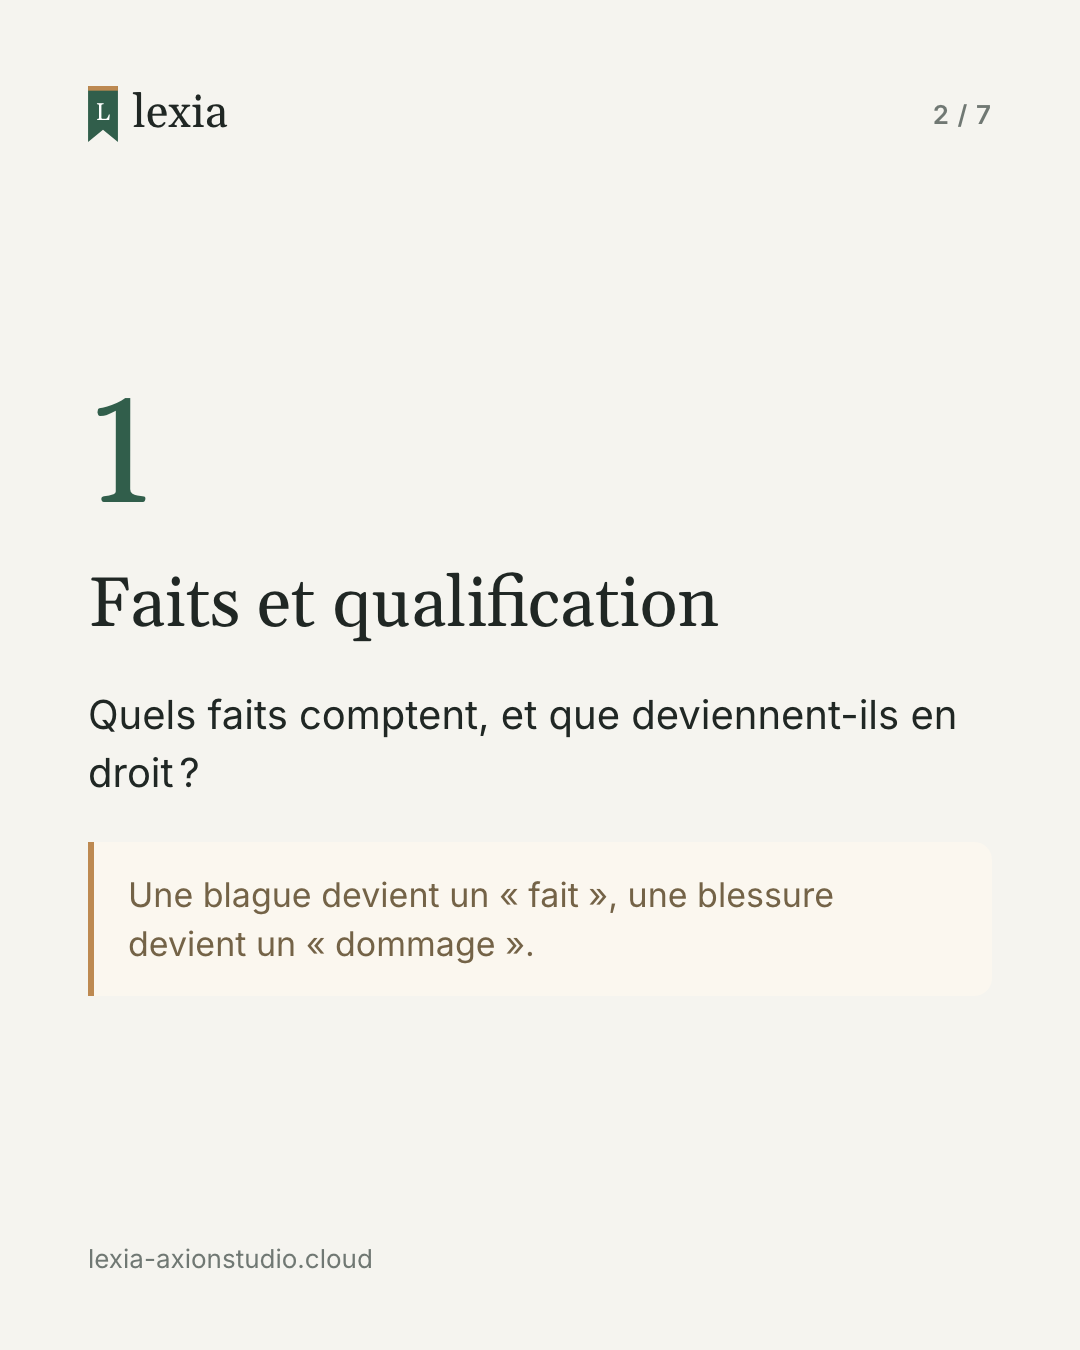 L lexia
2 / 7
1
Faits et qualification
Quels faits comptent, et que deviennent-ils en
droit ?
Une blague devient un « fait », une blessure
devient un « dommage ».
lexia-axionstudio.cloud